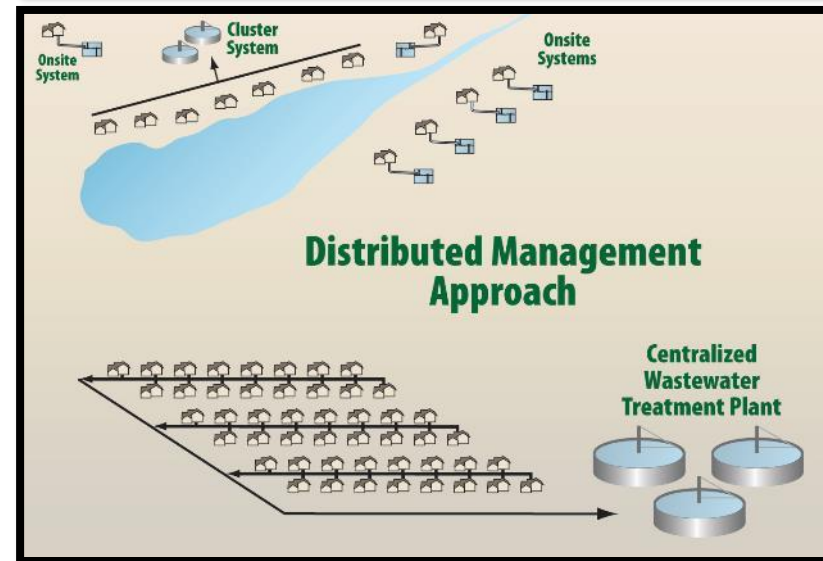 Onsite
System
Cluster
System
Onsite
Systems
Distributed Management
Approach
Centralized
Wastewater
Treatment Plant